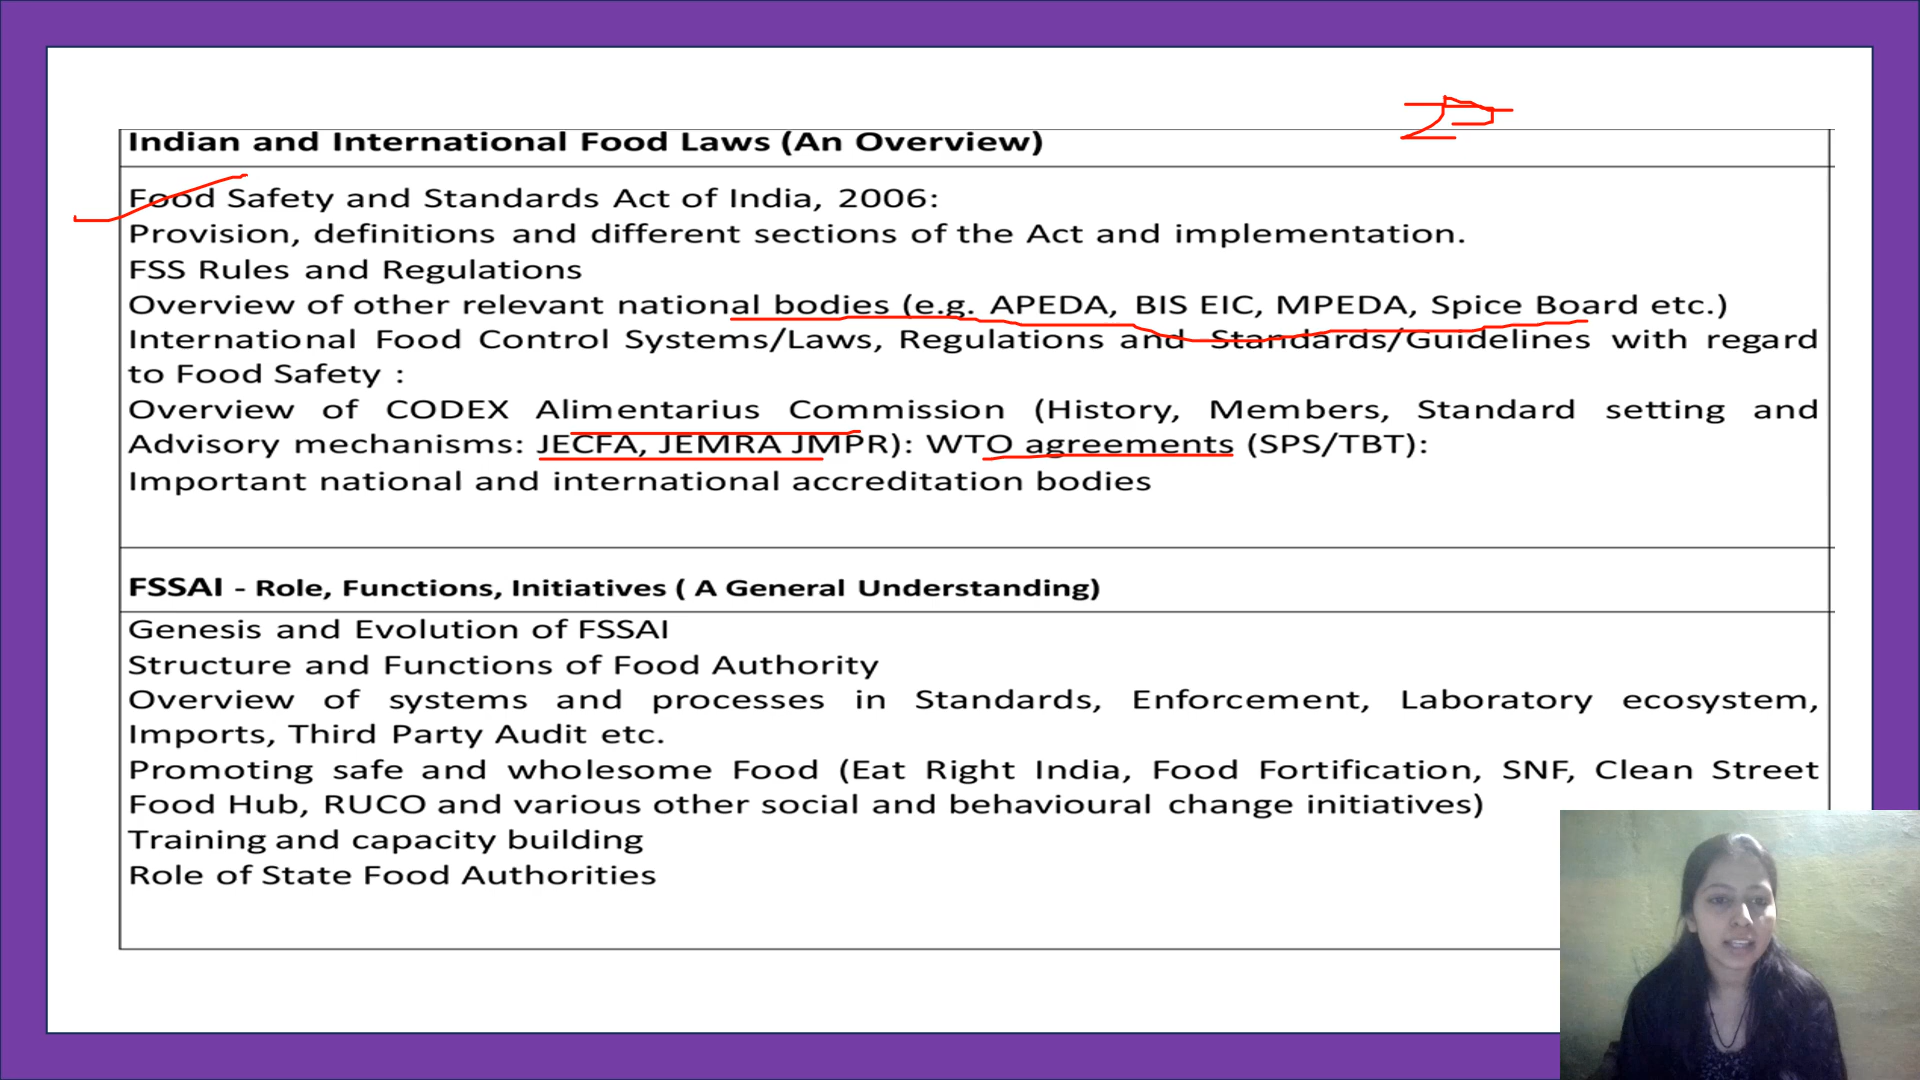 Indian and International Food Laws (An Overview)
Food Safety and Standards Act of India, 2006:
Provision, definitions and different sections of the Act and implementation.
FSS Rules and Regulations
Overview of other relevant national bodies (e.g. APEDA, BIS EIC, MPEDA, Spice Board etc.)
International Food Control Systems/Laws, Regulations and Standards/Guidelines with regard
to Food Safety :
Overview of CODEX Alimentarius Commission (History, Members, Standard setting and
Advisory mechanisms: JECFA, JEMRA JMPR): WTO agreements (SPS/TBT):
Important national and international accreditation bodies
FSSAI - Role, Functions, Initiatives ( A General Understanding)
Genesis and Evolution of FSSAI
Structure and Functions of Food Authority
Overview of systems and processes in Standards, Enforcement, Laboratory ecosystem,
Imports, Third Party Audit etc.
Promoting safe and wholesome Food (Eat Right India, Food Fortification, SNF, Clean Street
Food Hub, RUCO and various other social and behavioural change initiatives)
Training and capacity building
Role of State Food Authorities